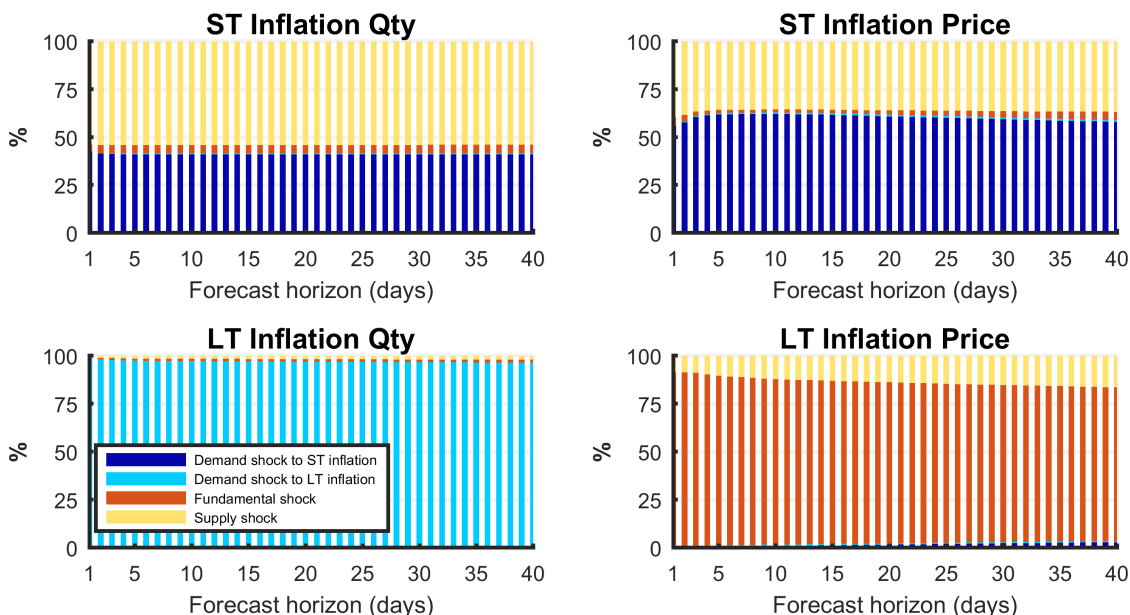 ST Inflation Qty
100
75
50
25
0
%
1 5 10 15 20 25 30 35 40
Forecast horizon (days)
ST Inflation Price
100
75
50
25
0
%
1 5 10 15 20 25 30 35 40
Forecast horizon (days)
LT Inflation Qty
100
75
50
25
0
%
Demand shock to ST inflation
Demand shock to LT inflation
Fundamental shock
Supply shock
1 5 10 15 20 25 30 35 40
Forecast horizon (days)
LT Inflation Price
100
75
50
25
0
%
1 5 10 15 20 25 30 35 40
Forecast horizon (days)